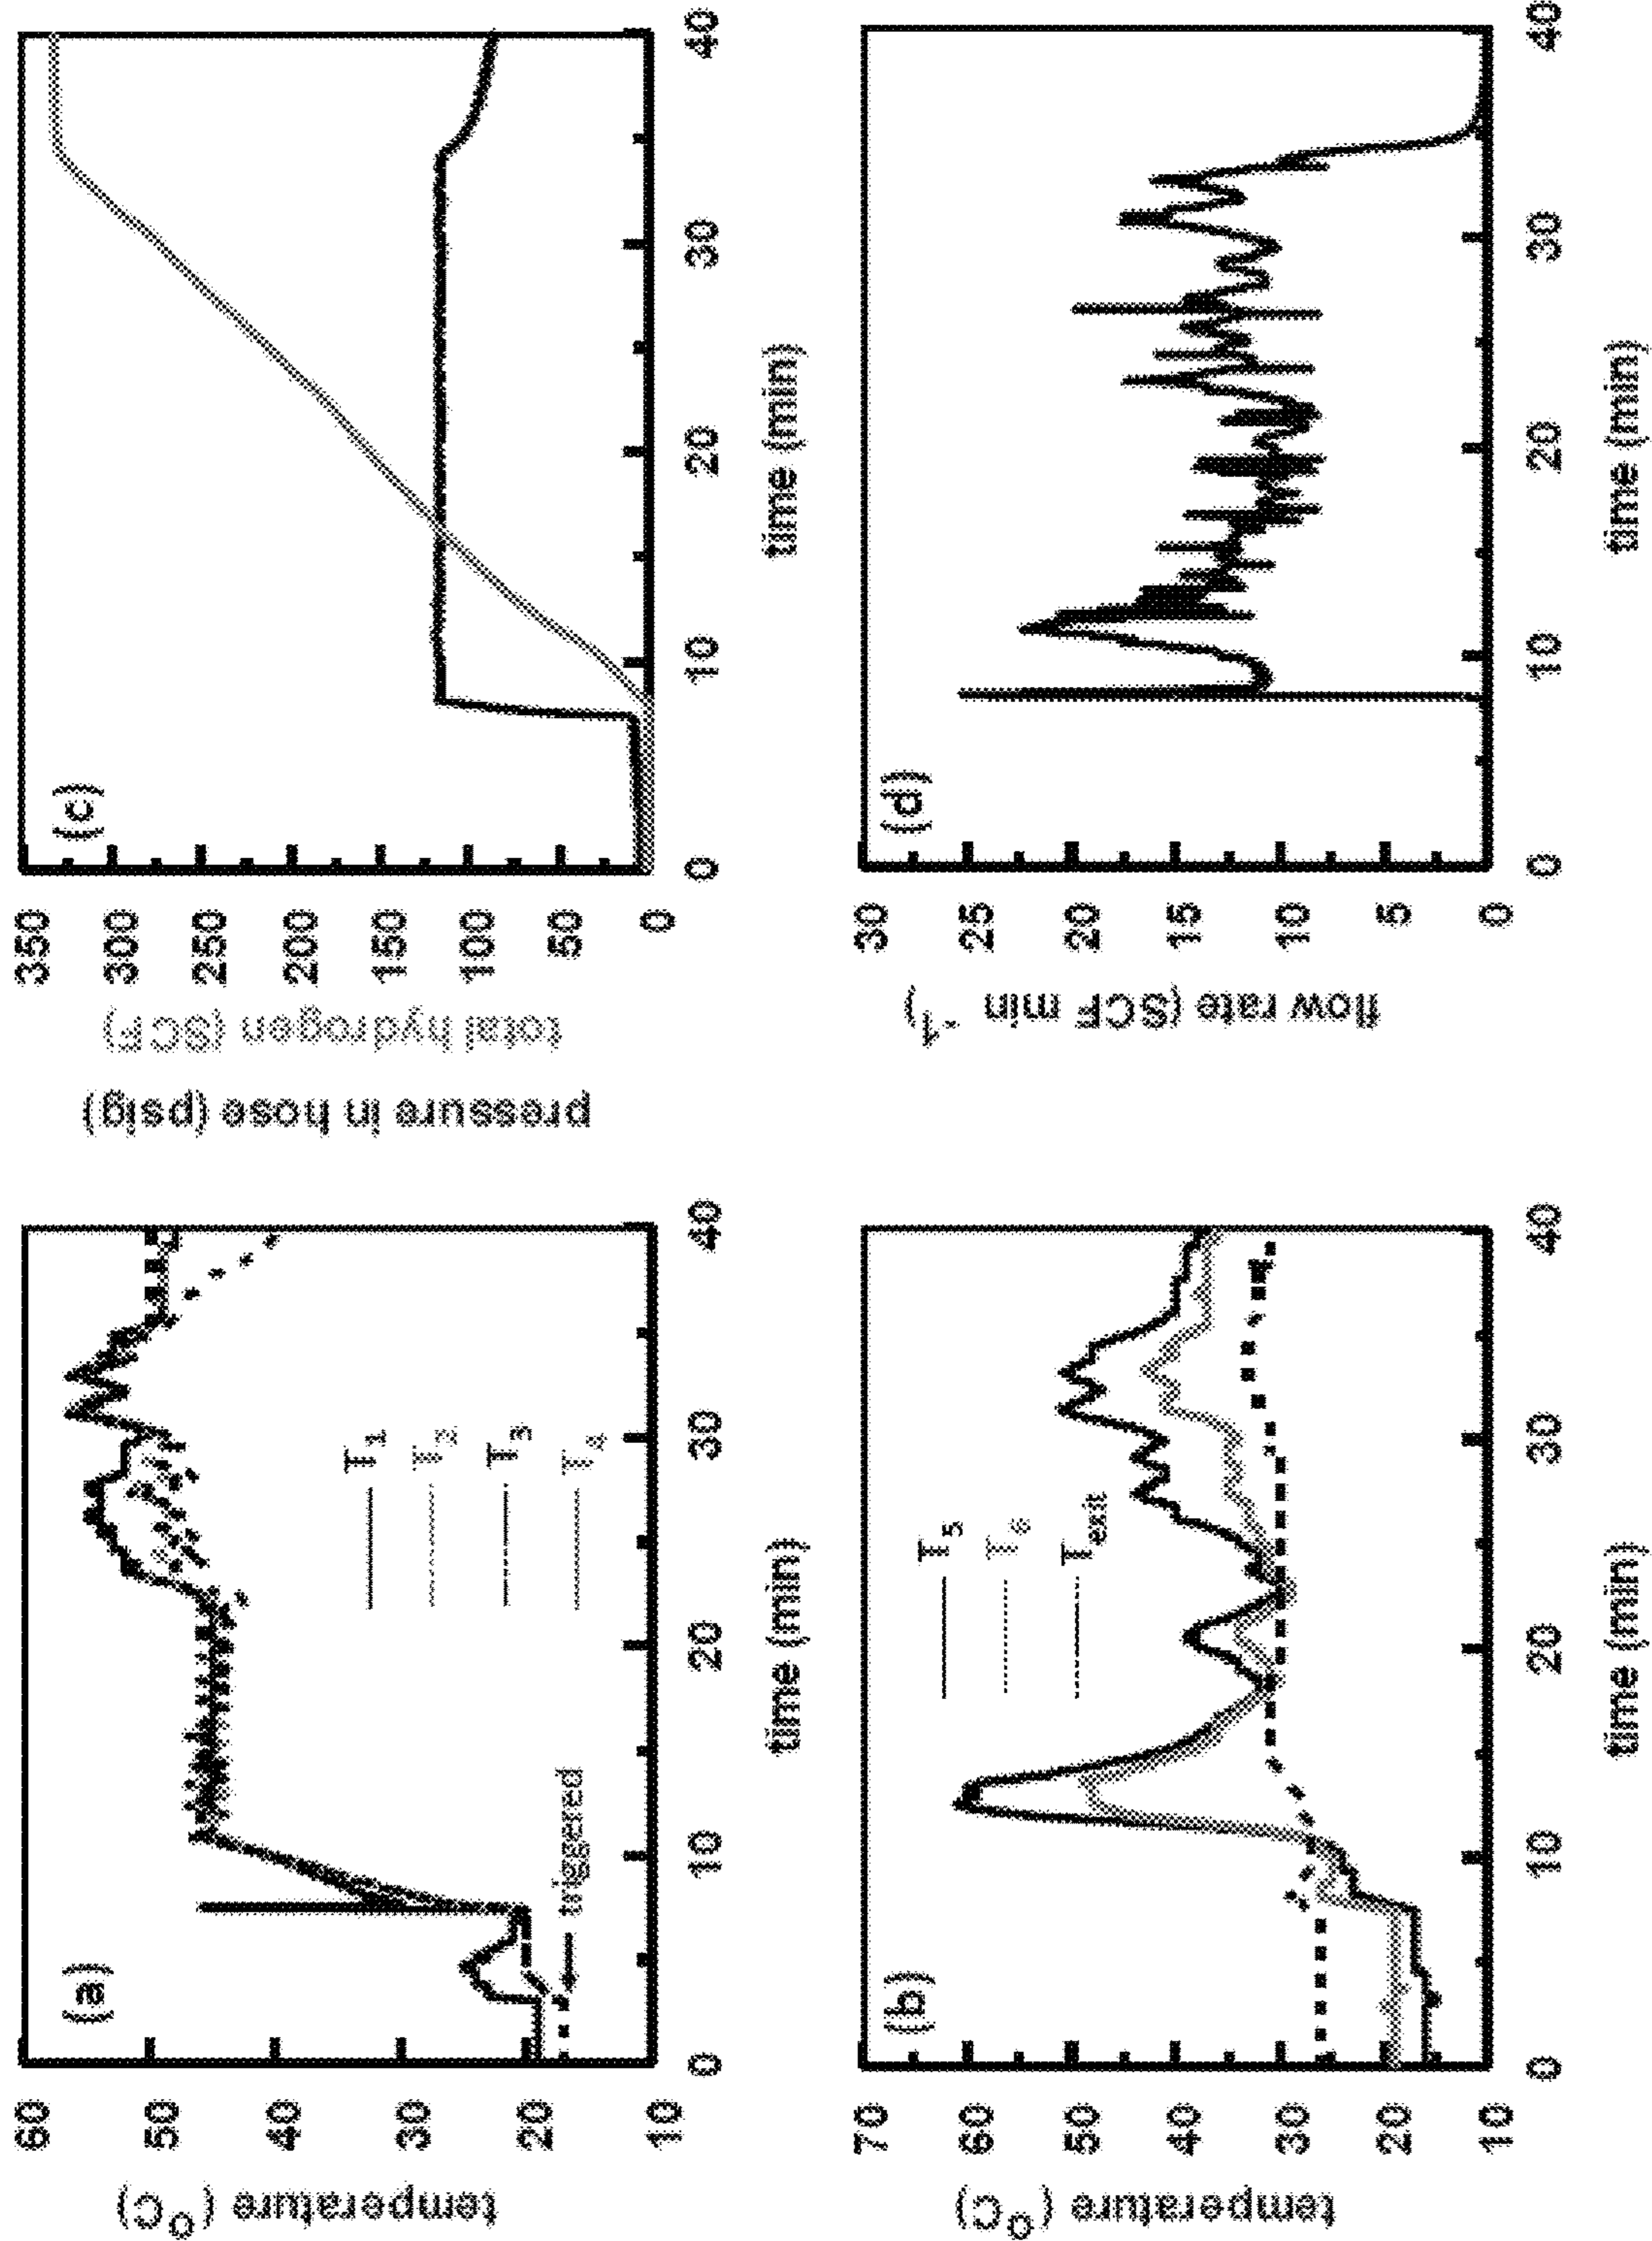 (a)
60
50
40
30
20
10
temperature (°C)
T1
T2
T3
T4
triggered
0
10
20
30
40
time (min)
(c)
350
300
250
200
150
100
50
0
pressure in hose (psig)
total hydrogen (SCF)
0
10
20
30
40
time (min)
(b)
70
60
50
40
30
20
10
temperature (°C)
T5
T6
Texit
0
10
20
30
40
time (min)
(d)
30
25
20
15
10
5
0
flow rate (SCF min -1)
0
10
20
30
40
time (min)